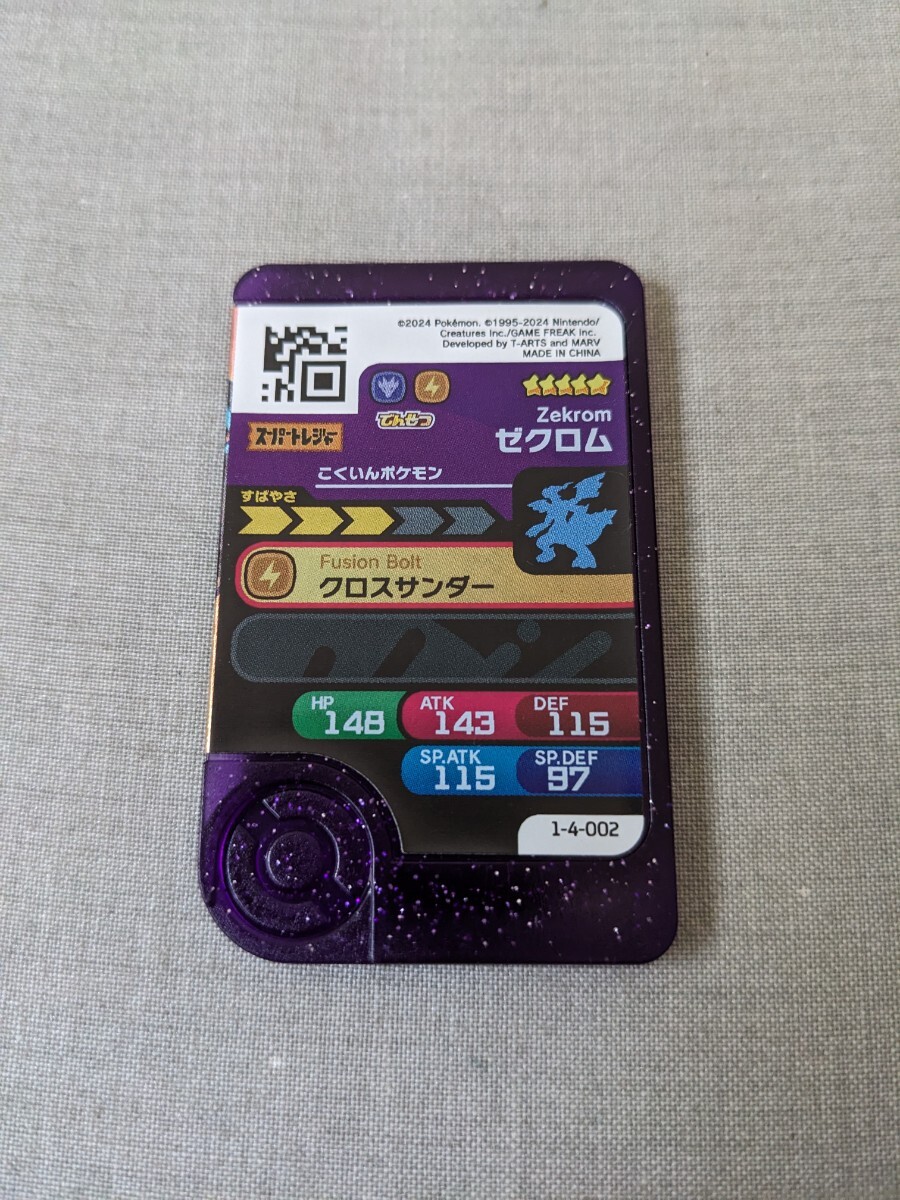 ©2024 Pokémon. ©1995-2024 Nintendo/
Creatures Inc./GAME FREAK inc.
Developed by T-ARTS and MARV
MADE IN CHINA
でんせつ
Zekrom
スーパートレジャー
ゼクロム
こくいんポケモン
すばやさ
Fusion Bolt
クロスサンダー
HP 148
ATK 143
DEF 115
SP.ATK 115
SP.DEF 97
1-4-002